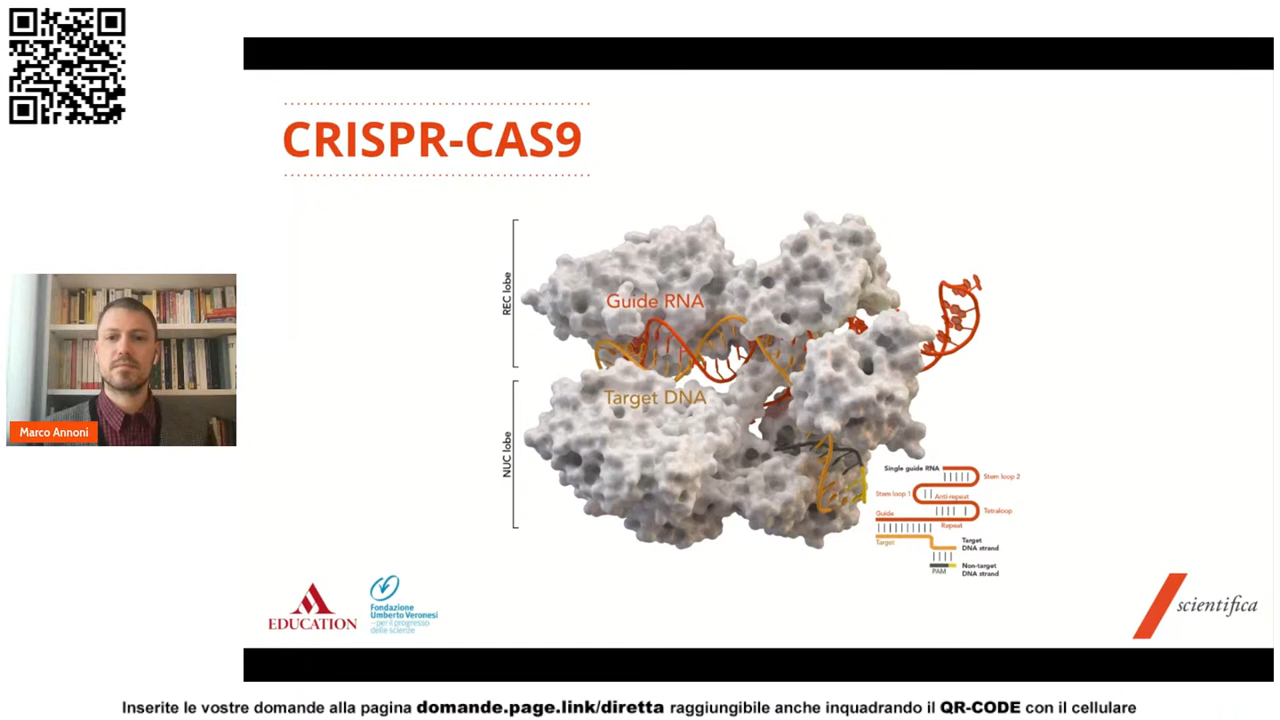 CRISPR-CAS9
REC lobe
Guide RNA
Target DNA
NUC lobe
Marco Annoni
Single guide RNA
Stem loop 2
Stem loop 1
Anti-repeat
Tetraloop
Guide
Repeat
Target
Target
DNA strand
PAM
Non-target
DNA strand
EDUCATION
Fondazione
Umberto Veronesi
– per il progresso
delle scienze
scientifica
Inserite le vostre domande alla pagina domande.page.link/diretta raggiungibile anche inquadrando il QR-CODE con il cellulare